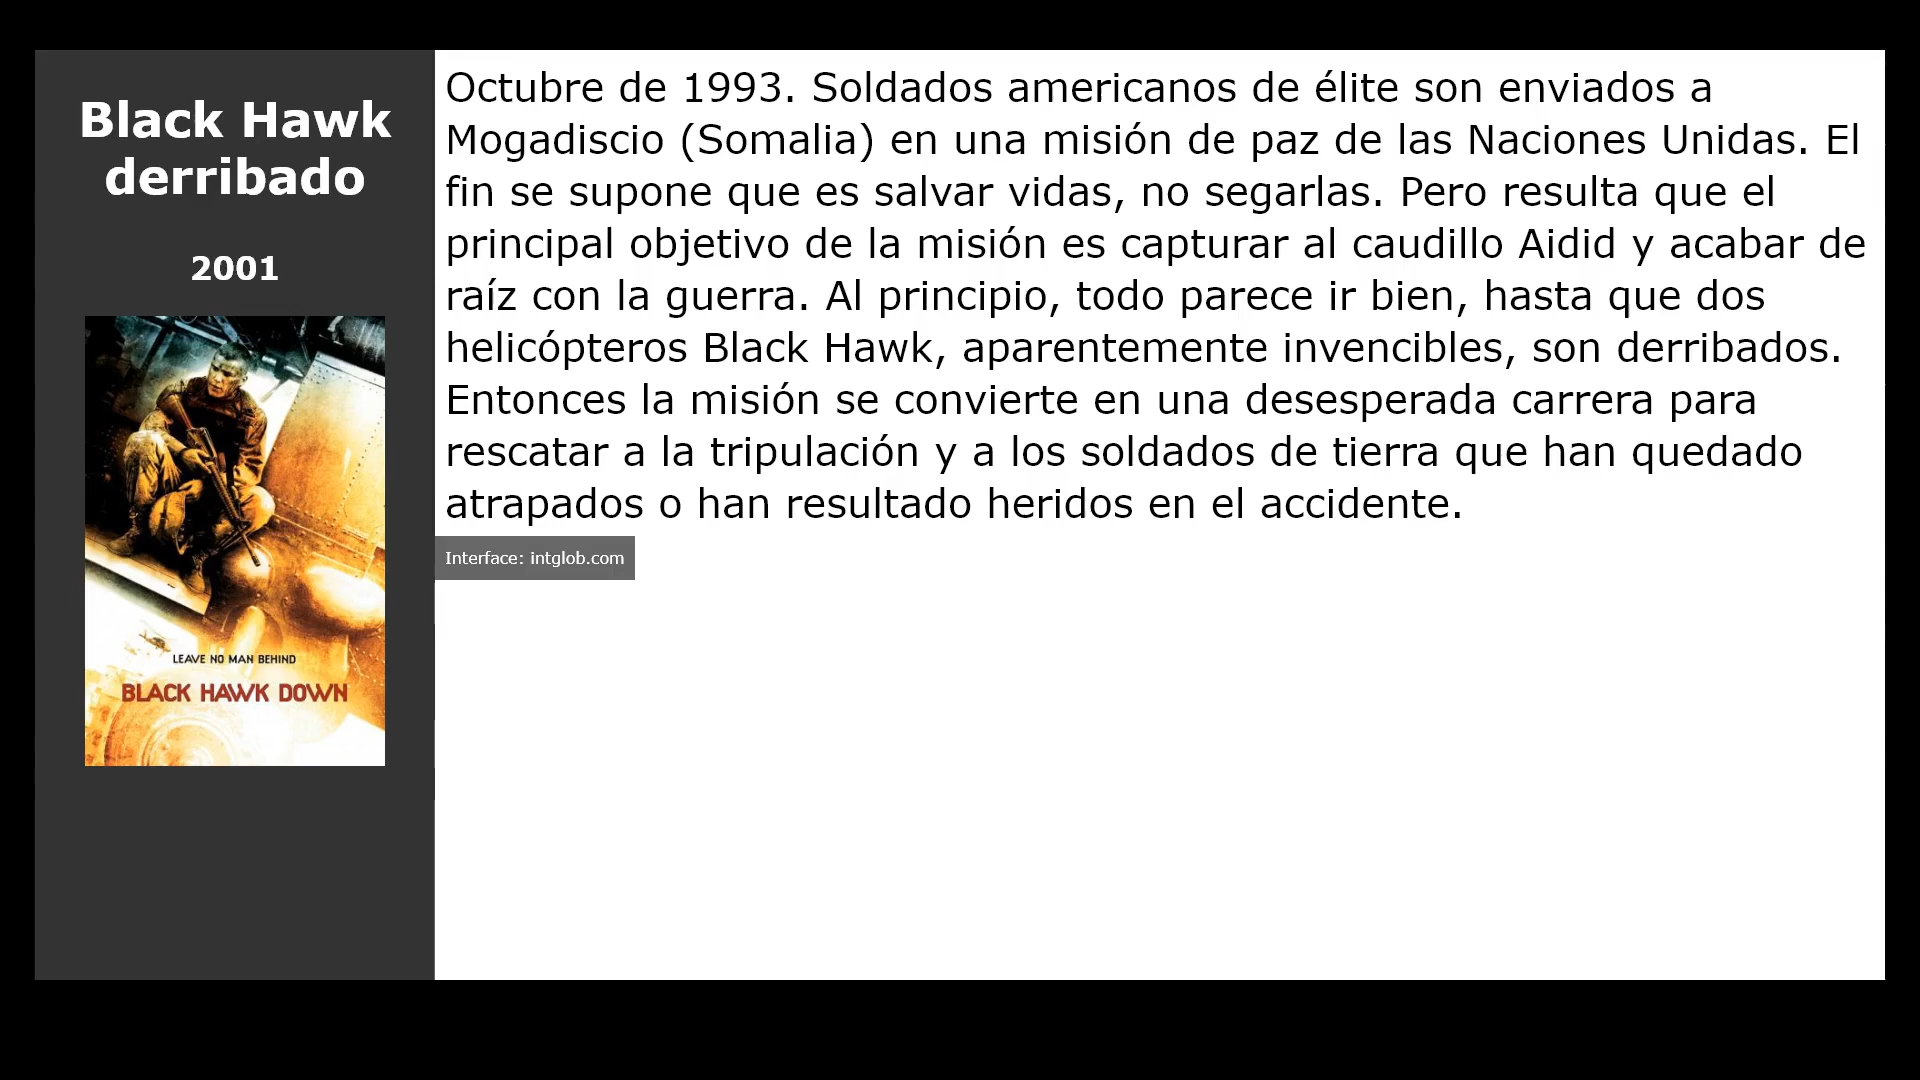 Black Hawk
derribado
2001
LEAVE NO MAN BEHIND
BLACK HAWK DOWN
Octubre de 1993. Soldados americanos de élite son enviados a
Mogadiscio (Somalia) en una misión de paz de las Naciones Unidas. El
fin se supone que es salvar vidas, no segarlas. Pero resulta que el
principal objetivo de la misión es capturar al caudillo Aidid y acabar de
raíz con la guerra. Al principio, todo parece ir bien, hasta que dos
helicópteros Black Hawk, aparentemente invencibles, son derribados.
Entonces la misión se convierte en una desesperada carrera para
rescatar a la tripulación y a los soldados de tierra que han quedado
atrapados o han resultado heridos en el accidente.
Interface: intglob.com